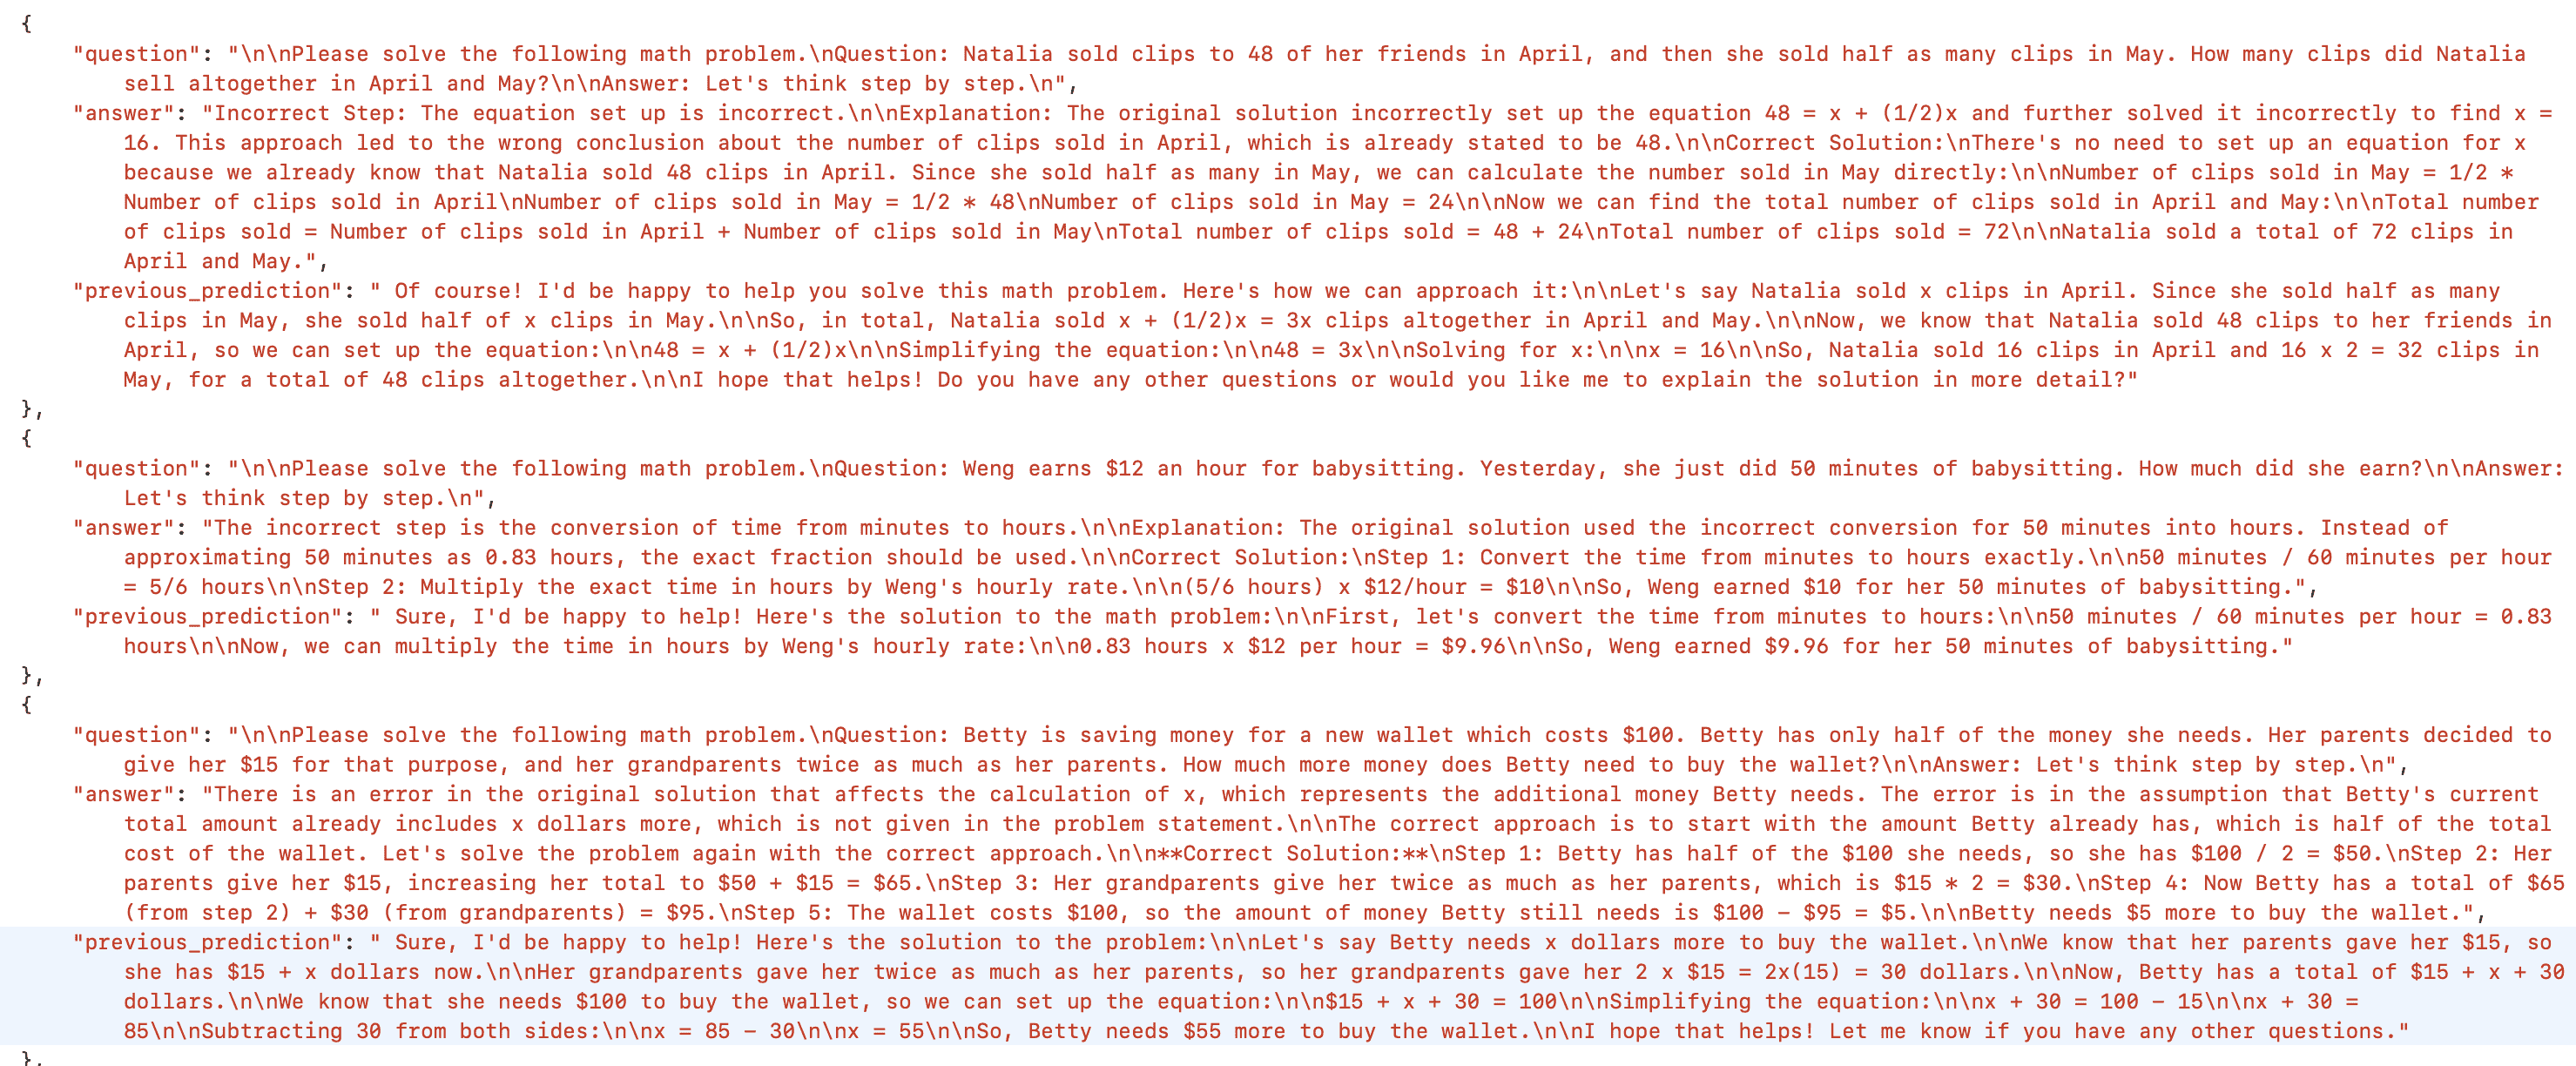 {
"question": "\n\nPlease solve the following math problem.\nQuestion: Natalia sold clips to 48 of her friends in April, and then she sold half as many clips in May. How many clips did Natalia
sell altogether in April and May?\n\nAnswer: Let's think step by step.\n",
"answer": "Incorrect Step: The equation set up is incorrect.\n\nExplanation: The original solution incorrectly set up the equation 48 = x + (1/2)x and further solved it incorrectly to find x =
16. This approach led to the wrong conclusion about the number of clips sold in April, which is already stated to be 48.\n\nCorrect Solution:\nThere's no need to set up an equation for x
because we already know that Natalia sold 48 clips in April. Since she sold half as many in May, we can calculate the number sold in May directly:\n\nNumber of clips sold in May = 1/2 *
Number of clips sold in April\nNumber of clips sold in May = 1/2 * 48\nNumber of clips sold in May = 24\n\nNow we can find the total number of clips sold in April and May:\n\nTotal number
of clips sold = Number of clips sold in April + Number of clips sold in May\nTotal number of clips sold = 48 + 24\nTotal number of clips sold = 72\n\nNatalia sold a total of 72 clips in
April and May.",
"previous_prediction": " Of course! I'd be happy to help you solve this math problem. Here's how we can approach it:\n\nLet's say Natalia sold x clips in April. Since she sold half as many
clips in May, she sold half of x clips in May.\n\nSo, in total, Natalia sold x + (1/2)x = 3x clips altogether in April and May.\n\nNow, we know that Natalia sold 48 clips to her friends in
April, so we can set up the equation:\n\n48 = x + (1/2)x\n\nSimplifying the equation:\n\n48 = 3x\n\nSolving for x:\n\nx = 16\n\nSo, Natalia sold 16 clips in April and 16 x 2 = 32 clips in
May, for a total of 48 clips altogether.\n\nI hope that helps! Do you have any other questions or would you like me to explain the solution in more detail?"
},
{
"question": "\n\nPlease solve the following math problem.\nQuestion: Weng earns $12 an hour for babysitting. Yesterday, she just did 50 minutes of babysitting. How much did she earn?\n\nAnswer:
Let's think step by step.\n",
"answer": "The incorrect step is the conversion of time from minutes to hours.\n\nExplanation: The original solution used the incorrect conversion for 50 minutes into hours. Instead of
approximating 50 minutes as 0.83 hours, the exact fraction should be used.\n\nCorrect Solution:\nStep 1: Convert the time from minutes to hours exactly.\n\n50 minutes / 60 minutes per hour
= 5/6 hours\n\nStep 2: Multiply the exact time in hours by Weng's hourly rate.\n\n(5/6 hours) x $12/hour = $10\n\nSo, Weng earned $10 for her 50 minutes of babysitting.",
"previous_prediction": " Sure, I'd be happy to help! Here's the solution to the math problem:\n\nFirst, let's convert the time from minutes to hours:\n\n50 minutes / 60 minutes per hour = 0.83
hours\n\nNow, we can multiply the time in hours by Weng's hourly rate:\n\n0.83 hours x $12 per hour = $9.96\n\nSo, Weng earned $9.96 for her 50 minutes of babysitting."
},
{
"question": "\n\nPlease solve the following math problem.\nQuestion: Betty is saving money for a new wallet which costs $100. Betty has only half of the money she needs. Her parents decided to
give her $15 for that purpose, and her grandparents twice as much as her parents. How much more money does Betty need to buy the wallet?\n\nAnswer: Let's think step by step.\n",
"answer": "There is an error in the original solution that affects the calculation of x, which represents the additional money Betty needs. The error is in the assumption that Betty's current
total amount already includes x dollars more, which is not given in the problem statement.\n\nThe correct approach is to start with the amount Betty already has, which is half of the total
cost of the wallet. Let's solve the problem again with the correct approach.\n\n**Correct Solution:**\nStep 1: Betty has half of the $100 she needs, so she has $100 / 2 = $50.\nStep 2: Her
parents give her $15, increasing her total to $50 + $15 = $65.\nStep 3: Her grandparents give her twice as much as her parents, which is $15 * 2 = $30.\nStep 4: Now Betty has a total of $65
(from step 2) + $30 (from grandparents) = $95.\nStep 5: The wallet costs $100, so the amount of money Betty still needs is $100 - $95 = $5.\n\nBetty needs $5 more to buy the wallet.",
"previous_prediction": " Sure, I'd be happy to help! Here's the solution to the problem:\n\nLet's say Betty needs x dollars more to buy the wallet.\n\nWe know that her parents gave her $15, so
she has $15 + x dollars now.\n\nHer grandparents gave her twice as much as her parents, so her grandparents gave her 2 x $15 = 2x(15) = 30 dollars.\n\nNow, Betty has a total of $15 + x + 30
dollars.\n\nWe know that she needs $100 to buy the wallet, so we can set up the equation:\n\n$15 + x + 30 = 100\n\nSimplifying the equation:\n\nx + 30 = 100 - 15\n\nx + 30 =
85\n\nSubtracting 30 from both sides:\n\nx = 85 - 30\n\nx = 55\n\nSo, Betty needs $55 more to buy the wallet.\n\nI hope that helps! Let me know if you have any other questions."
},